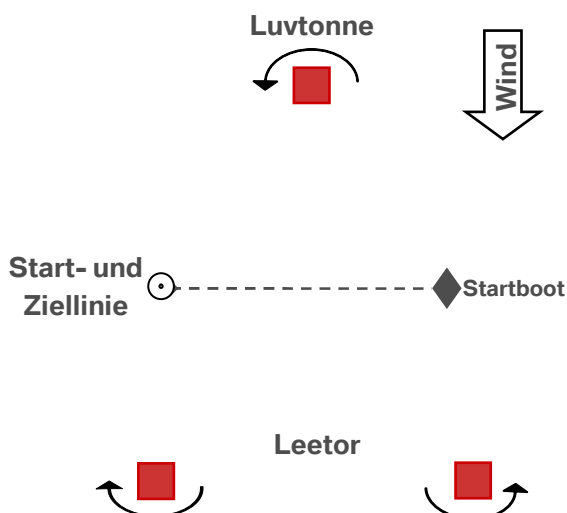 Luvtonne
Wind
Start- und
Ziellinie
Startboot
Leetor